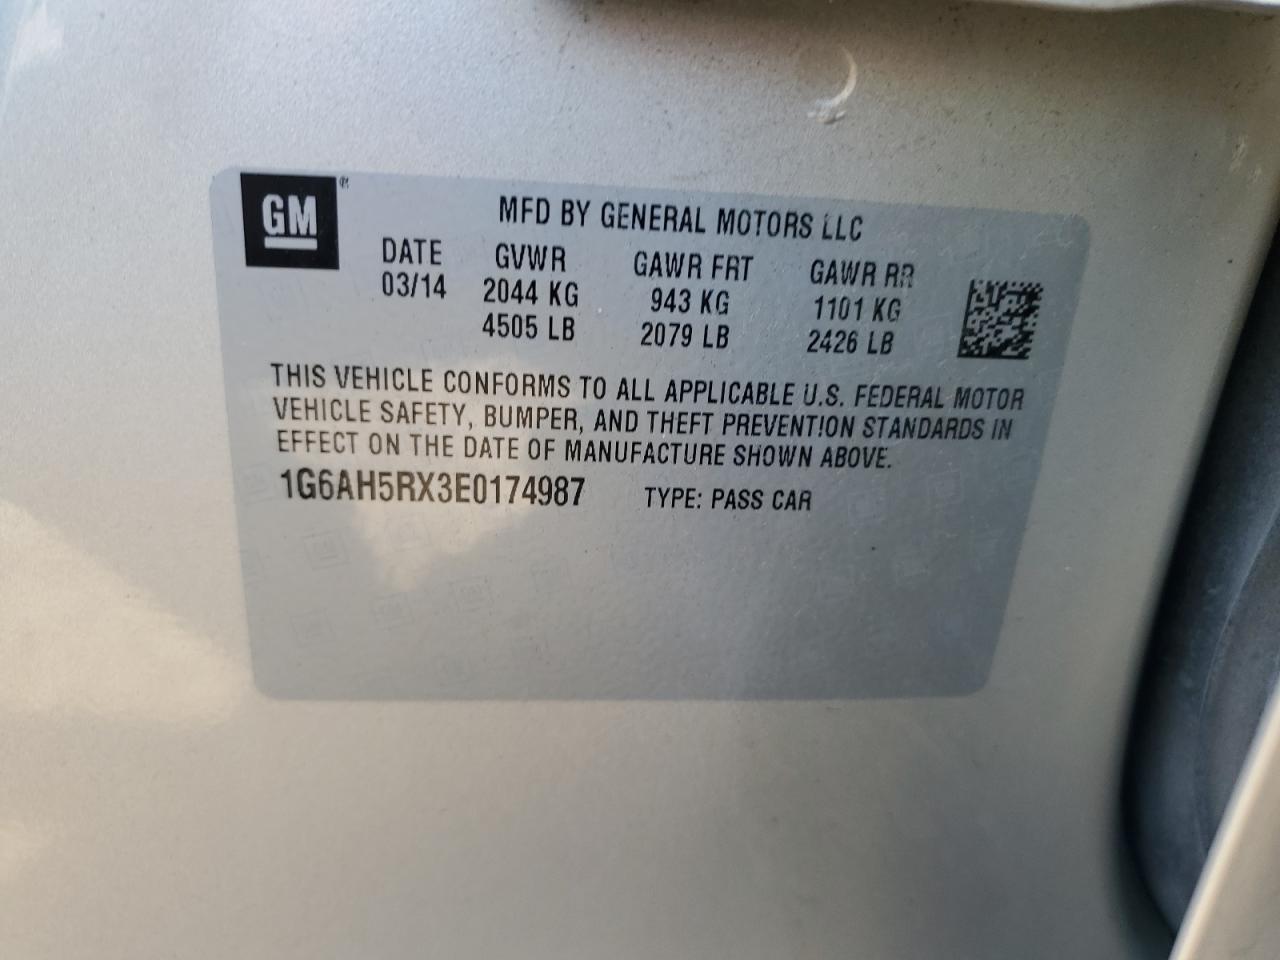 GM®
MFD BY GENERAL MOTORS LLC
DATE GVWR GAWR FRT GAWR RR
03/14 2044 KG 943 KG 1101 KG
4505 LB 2079 LB 2426 LB
THIS VEHICLE CONFORMS TO ALL APPLICABLE U.S. FEDERAL MOTOR
VEHICLE SAFETY, BUMPER, AND THEFT PREVENTION STANDARDS IN
EFFECT ON THE DATE OF MANUFACTURE SHOWN ABOVE.
1G6AH5RX3E0174987 TYPE: PASS CAR